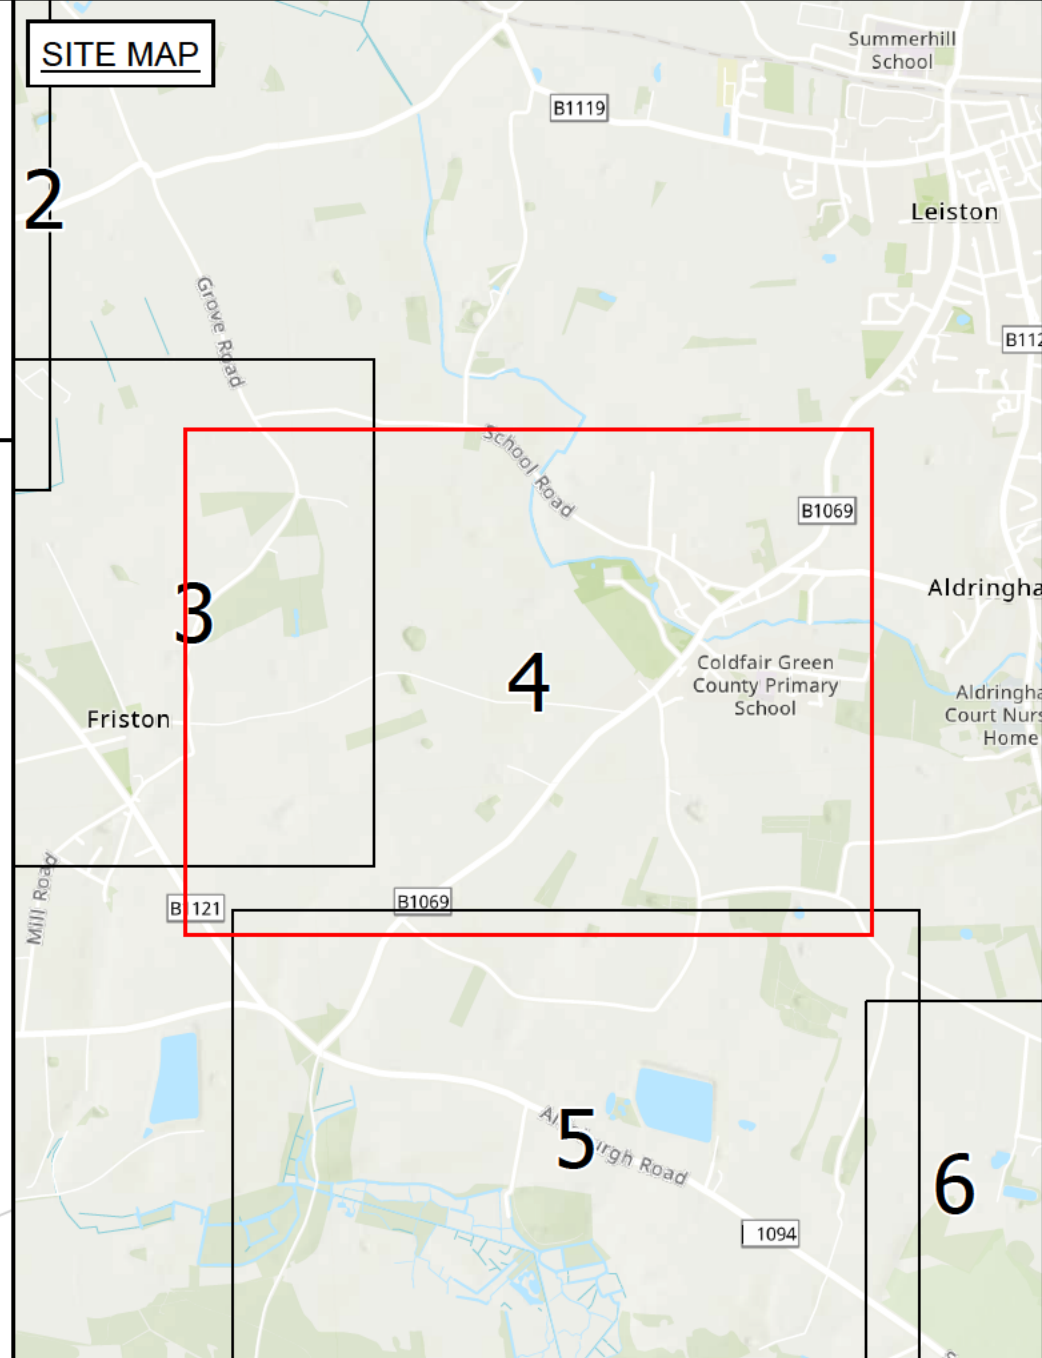 SITE MAP
Summerhill
School
B1119
2
Leiston
Grove Road
B112
School Road
B1069
3
Aldringha
4
Coldfair Green
County Primary
School
Aldringha
Court Nurs
Home
Friston
Mill Road
B1121
B1069
5
urgh Road
6
1094